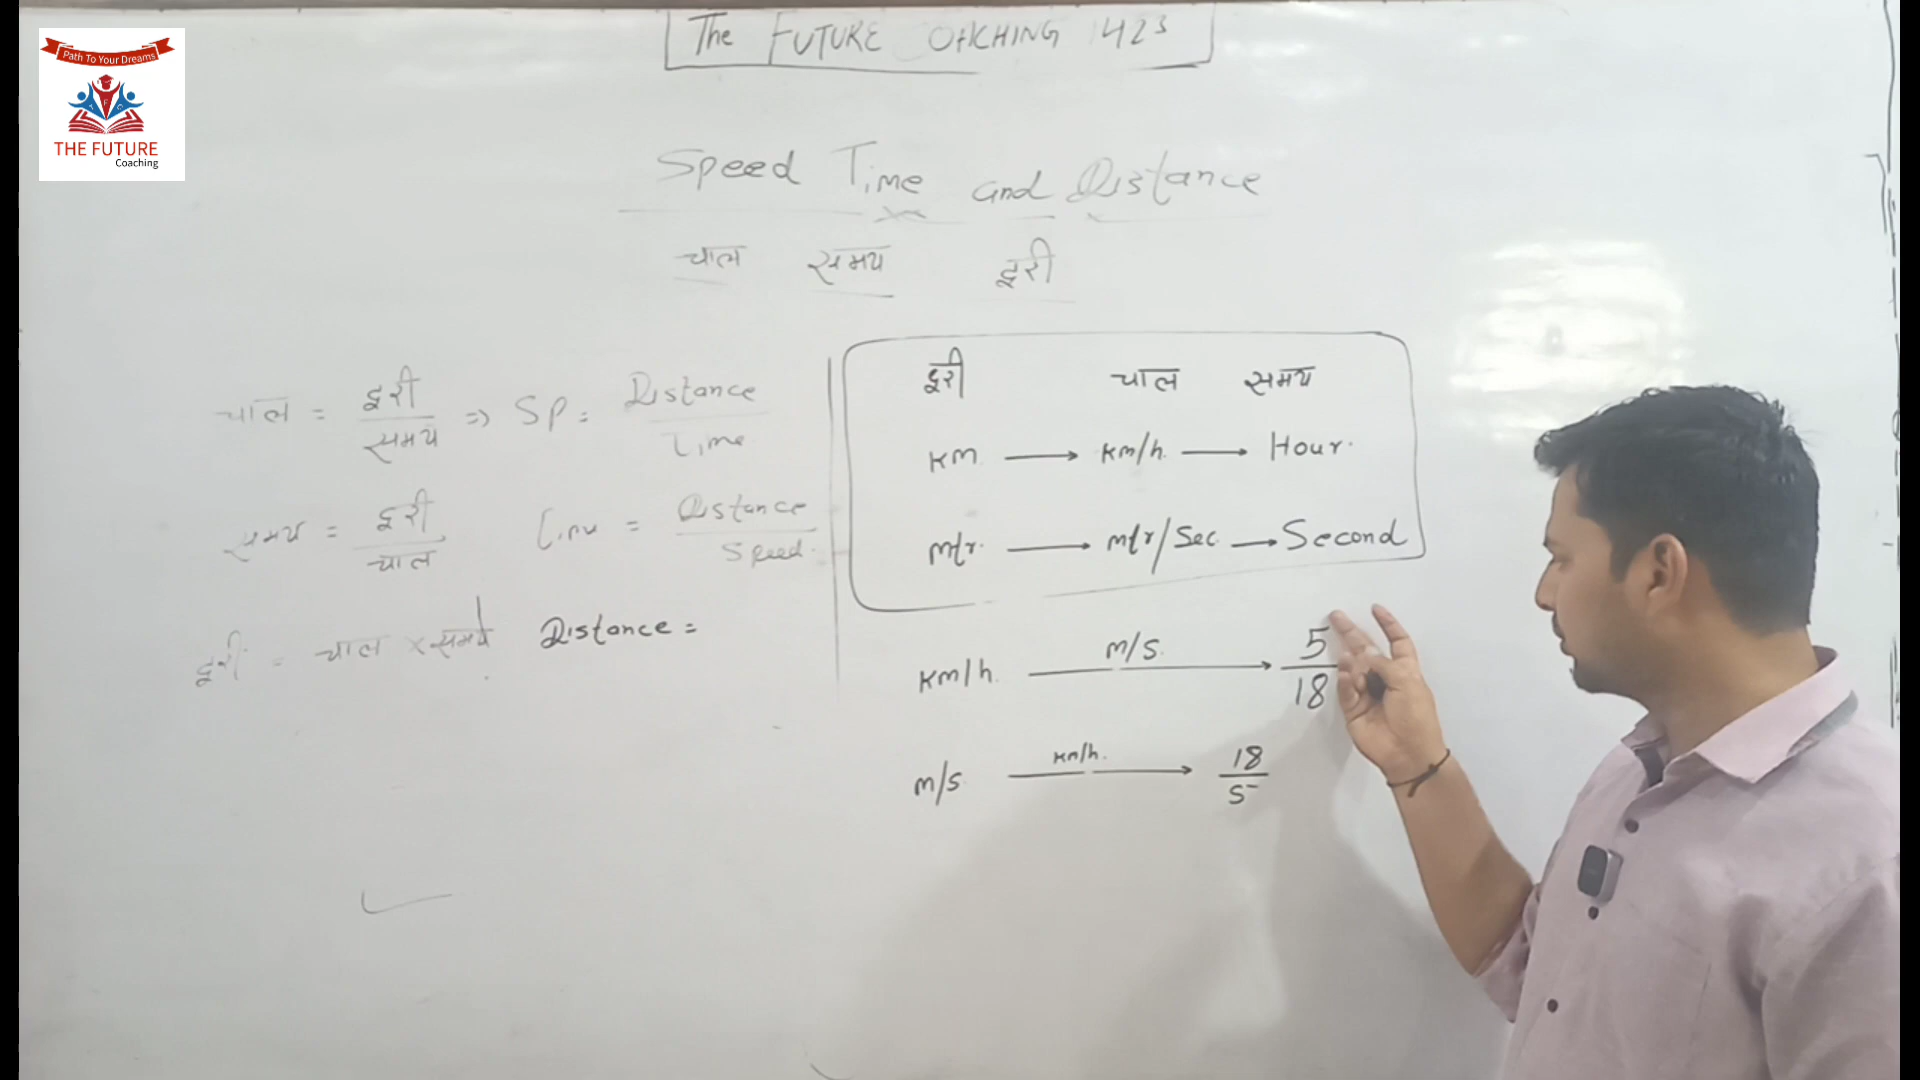 Path To Your Dreams
T F C
THE FUTURE
Coaching
The FUTURE COACHING 1423
Speed Time and Distance
चाल समय दूरी
चाल = दूरी / समय => SP = Distance / Time
समय = दूरी / चाल Time = Distance / Speed
दूरी = चाल × समय Distance =
दूरी चाल समय
KM → Km/h. → Hour.
mtr. → mtr/Sec → Second
Km/h. m/s. → 5/18
m/s km/h. → 18/5